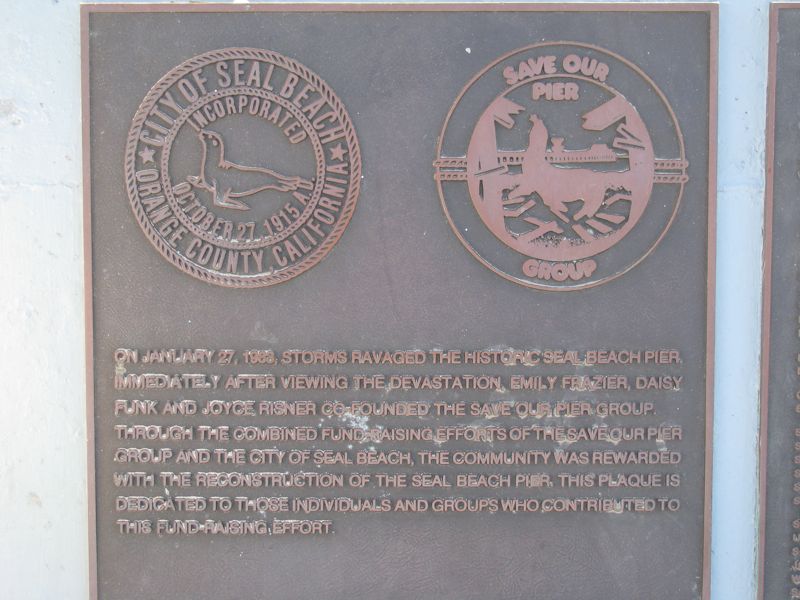 CITY OF SEAL BEACH
INCORPORATED
OCTOBER 27, 1915 A.D.
ORANGE COUNTY CALIFORNIA
SAVE OUR
PIER
GROUP
ON JANUARY 27, 1983, STORMS RAVAGED THE HISTORIC SEAL BEACH PIER.
IMMEDIATELY AFTER VIEWING THE DEVASTATION, EMILY FRAZIER, DAISY
FUNK AND JOYCE RISNER CO-FOUNDED THE SAVE OUR PIER GROUP.
THROUGH THE COMBINED FUND-RAISING EFFORTS OF THE SAVE OUR PIER
GROUP AND THE CITY OF SEAL BEACH, THE COMMUNITY WAS REWARDED
WITH THE RECONSTRUCTION OF THE SEAL BEACH PIER. THIS PLAQUE IS
DEDICATED TO THOSE INDIVIDUALS AND GROUPS WHO CONTRIBUTED TO
THIS FUND-RAISING EFFORT.